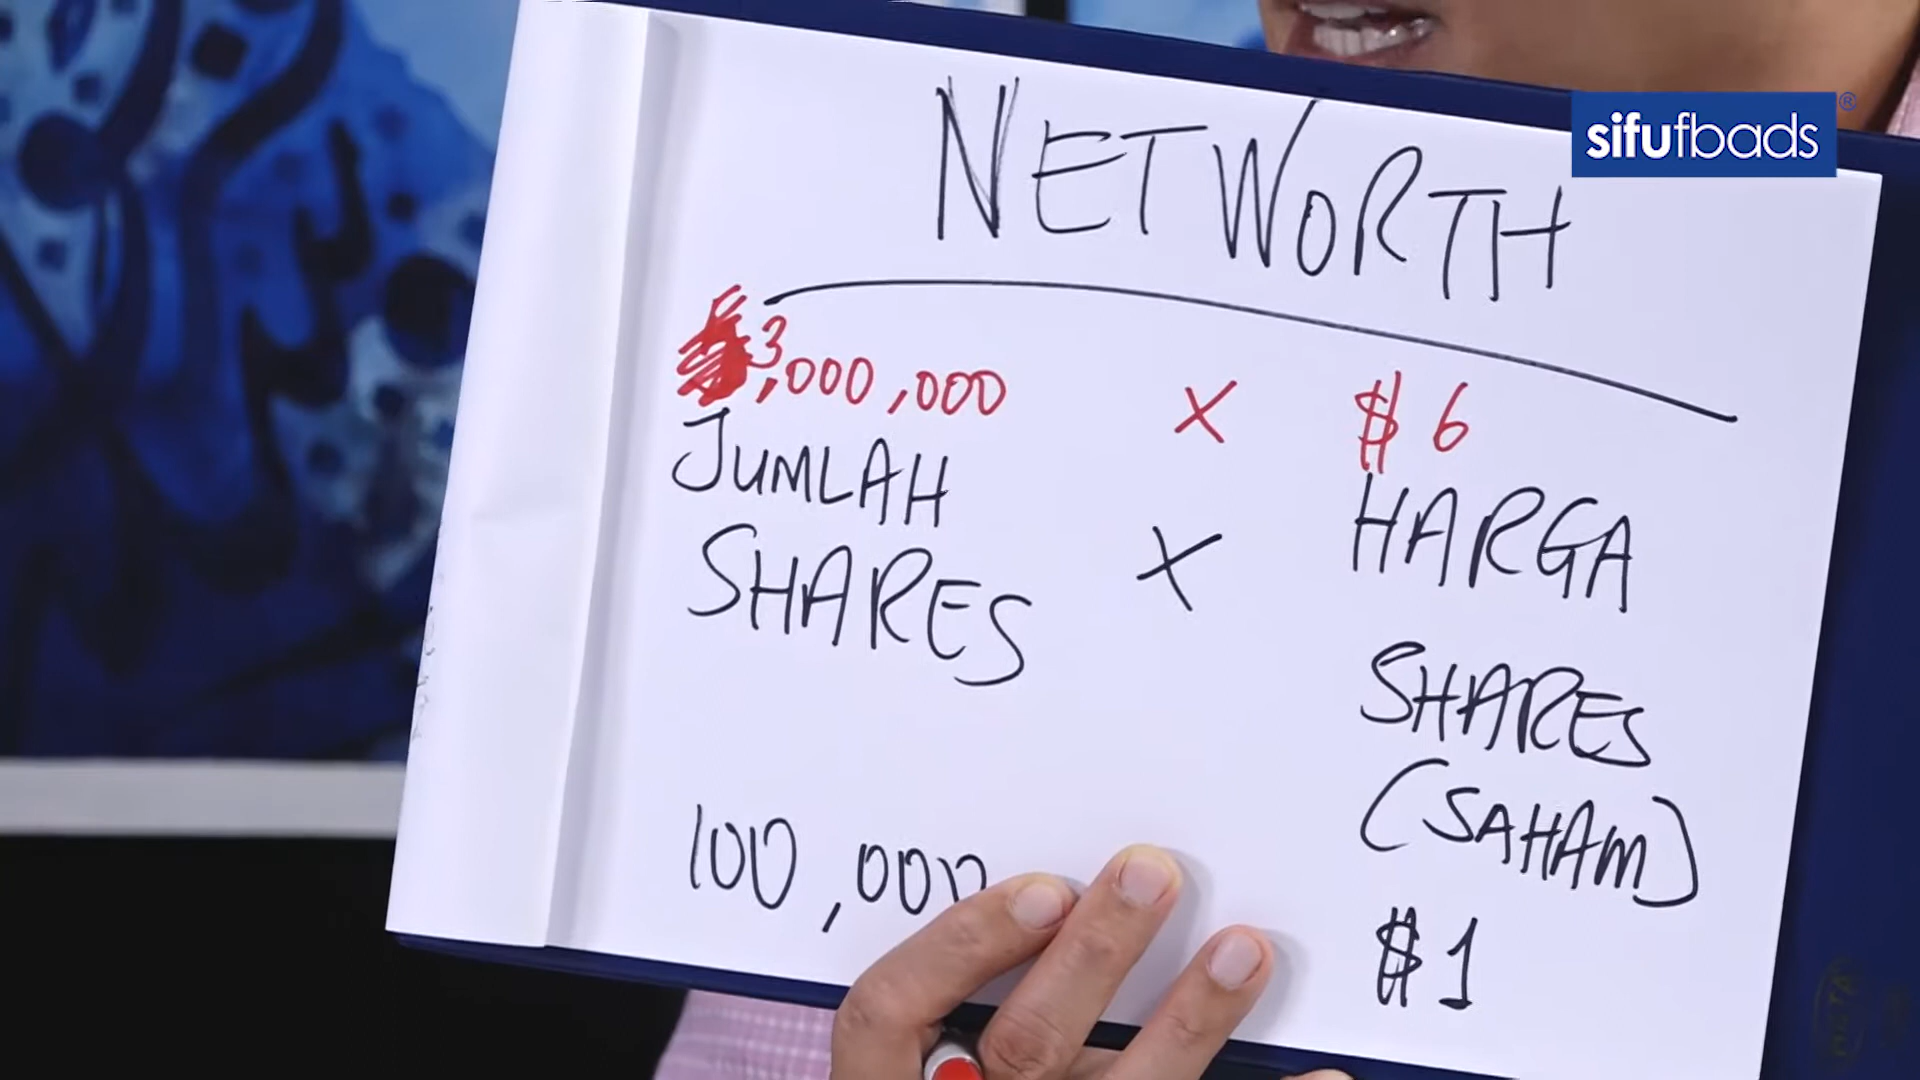 sifufbads®
NETWORTH
3,000,000 X $6
JUMLAH SHARES X HARGA SHARES (SAHAM)
100,000 $1